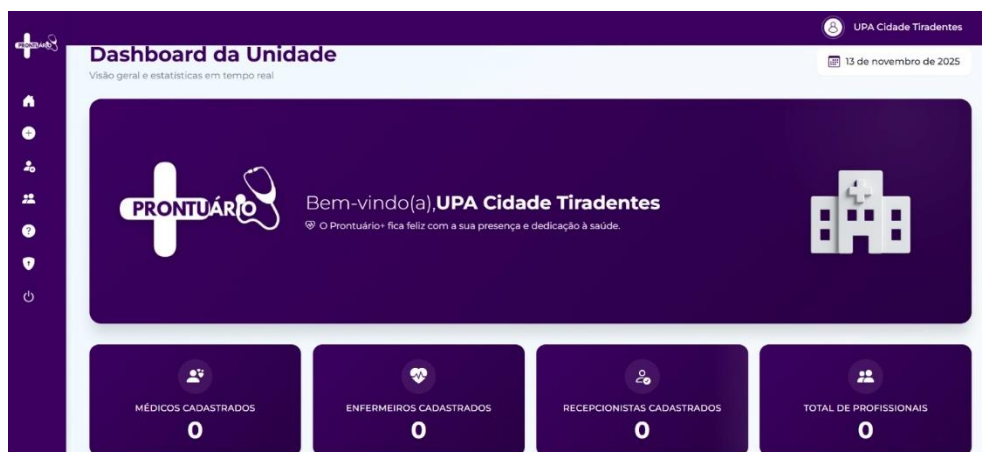 PRONTUÁRIO
UPA Cidade Tiradentes
Dashboard da Unidade
Visão geral e estatísticas em tempo real
13 de novembro de 2025
PRONTUÁRIO
Bem-vindo(a),UPA Cidade Tiradentes
O Prontuário+ fica feliz com a sua presença e dedicação à saúde.
MÉDICOS CADASTRADOS
0
ENFERMEIROS CADASTRADOS
0
RECEPCIONISTAS CADASTRADOS
0
TOTAL DE PROFISSIONAIS
0